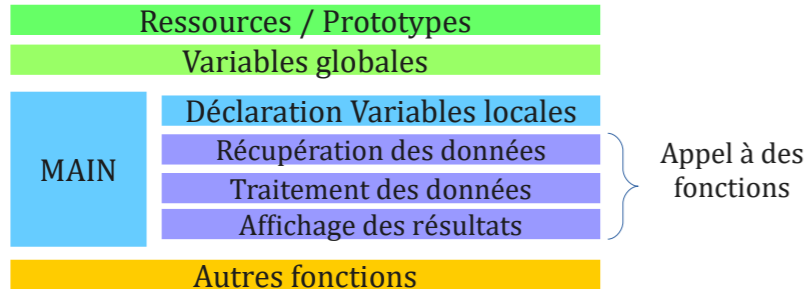 Ressources / Prototypes
Variables globales
MAIN
Déclaration Variables locales
Récupération des données
Traitement des données
Affichage des résultats
Appel à des
fonctions
Autres fonctions